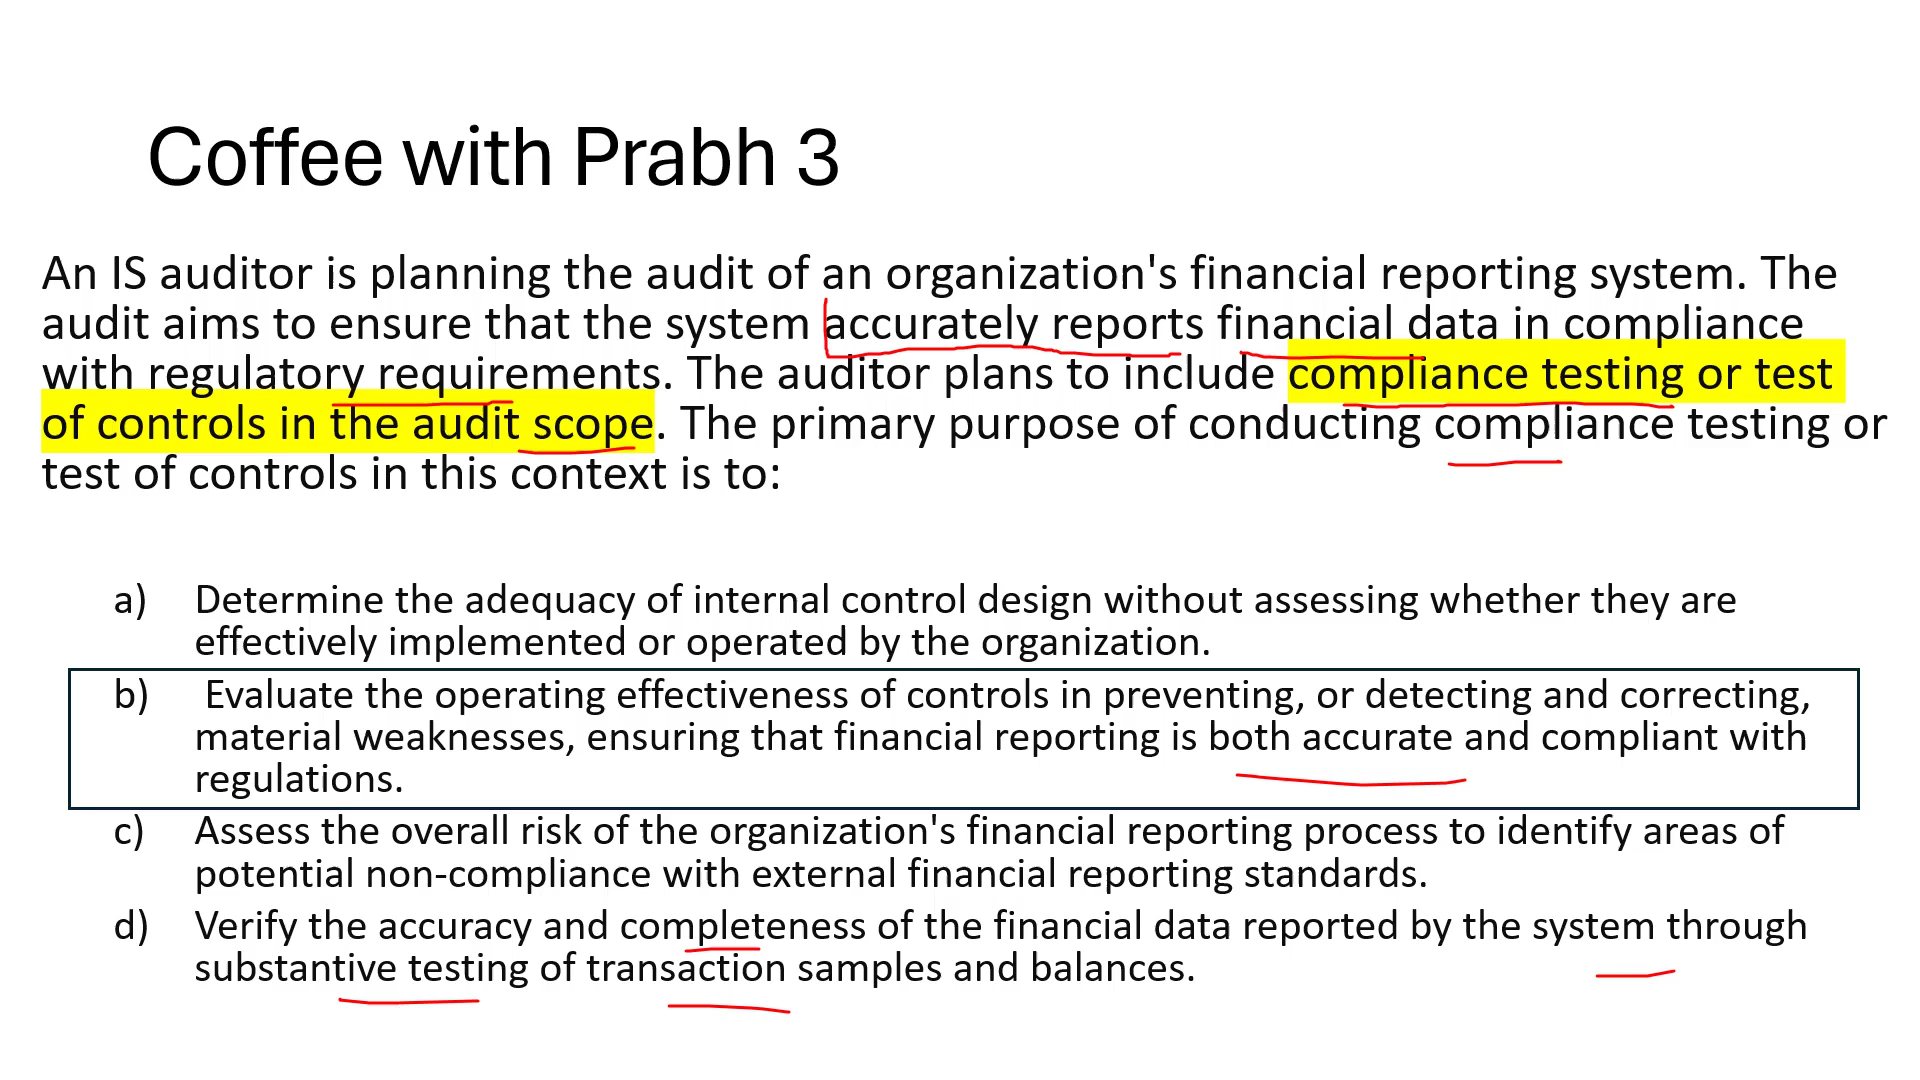 Coffee with Prabh 3
An IS auditor is planning the audit of an organization's financial reporting system. The
audit aims to ensure that the system accurately reports financial data in compliance
with regulatory requirements. The auditor plans to include compliance testing or test
of controls in the audit scope. The primary purpose of conducting compliance testing or
test of controls in this context is to:
a) Determine the adequacy of internal control design without assessing whether they are
effectively implemented or operated by the organization.
b) Evaluate the operating effectiveness of controls in preventing, or detecting and correcting,
material weaknesses, ensuring that financial reporting is both accurate and compliant with
regulations.
c) Assess the overall risk of the organization's financial reporting process to identify areas of
potential non-compliance with external financial reporting standards.
d) Verify the accuracy and completeness of the financial data reported by the system through
substantive testing of transaction samples and balances.